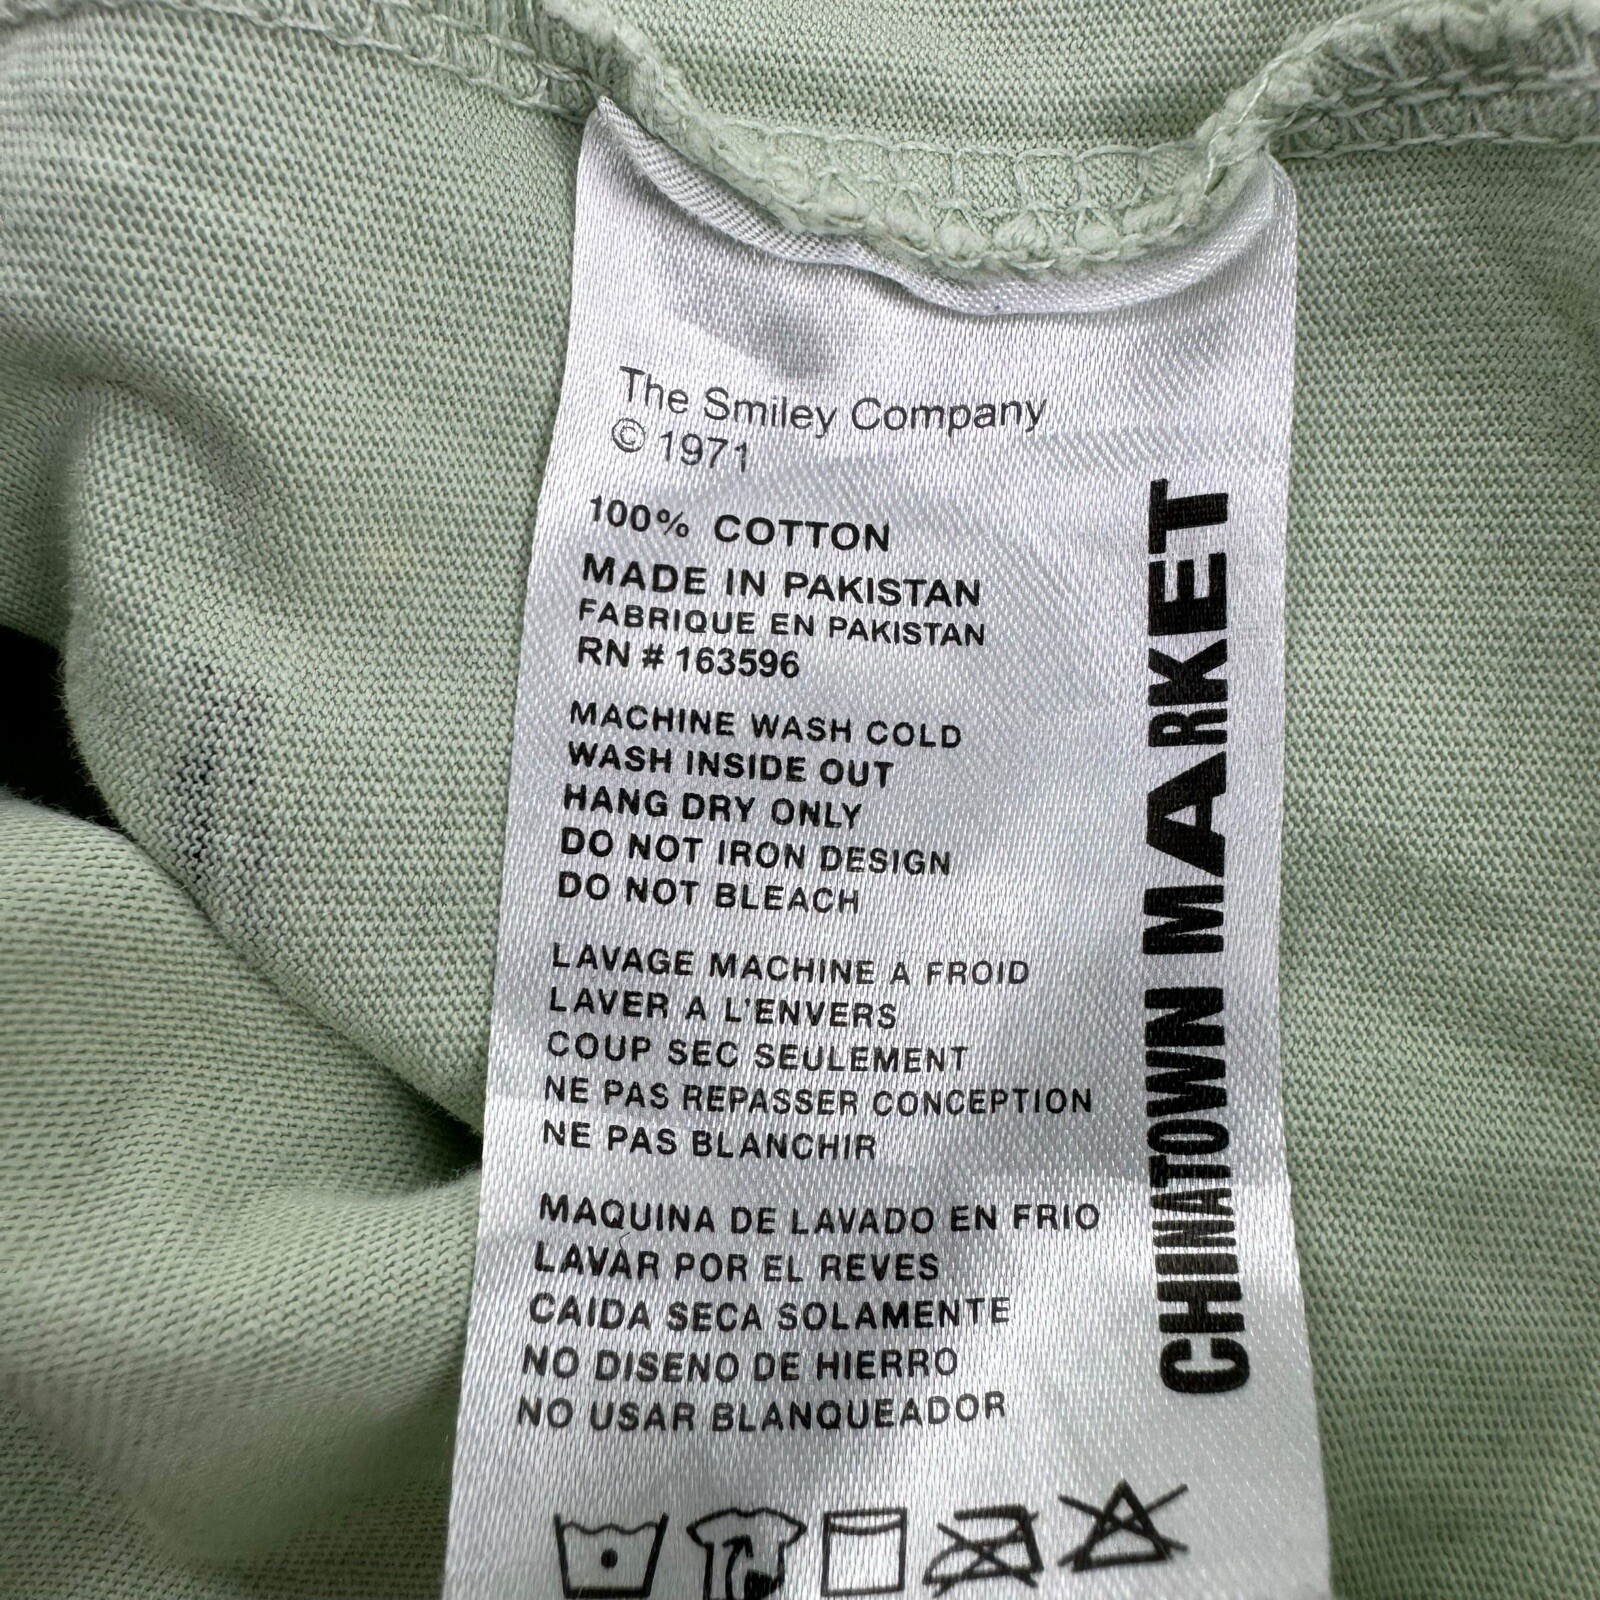 The Smiley Company
© 1971
100% COTTON
MADE IN PAKISTAN
FABRIQUE EN PAKISTAN
RN # 163596
MACHINE WASH COLD
WASH INSIDE OUT
HANG DRY ONLY
DO NOT IRON DESIGN
DO NOT BLEACH
LAVAGE MACHINE A FROID
LAVER A L'ENVERS
COUP SEC SEULEMENT
NE PAS REPASSER CONCEPTION
NE PAS BLANCHIR
MAQUINA DE LAVADO EN FRIO
LAVAR POR EL REVES
CAIDA SECA SOLAMENTE
NO DISENO DE HIERRO
NO USAR BLANQUEADOR
CHINATOWN MARKET